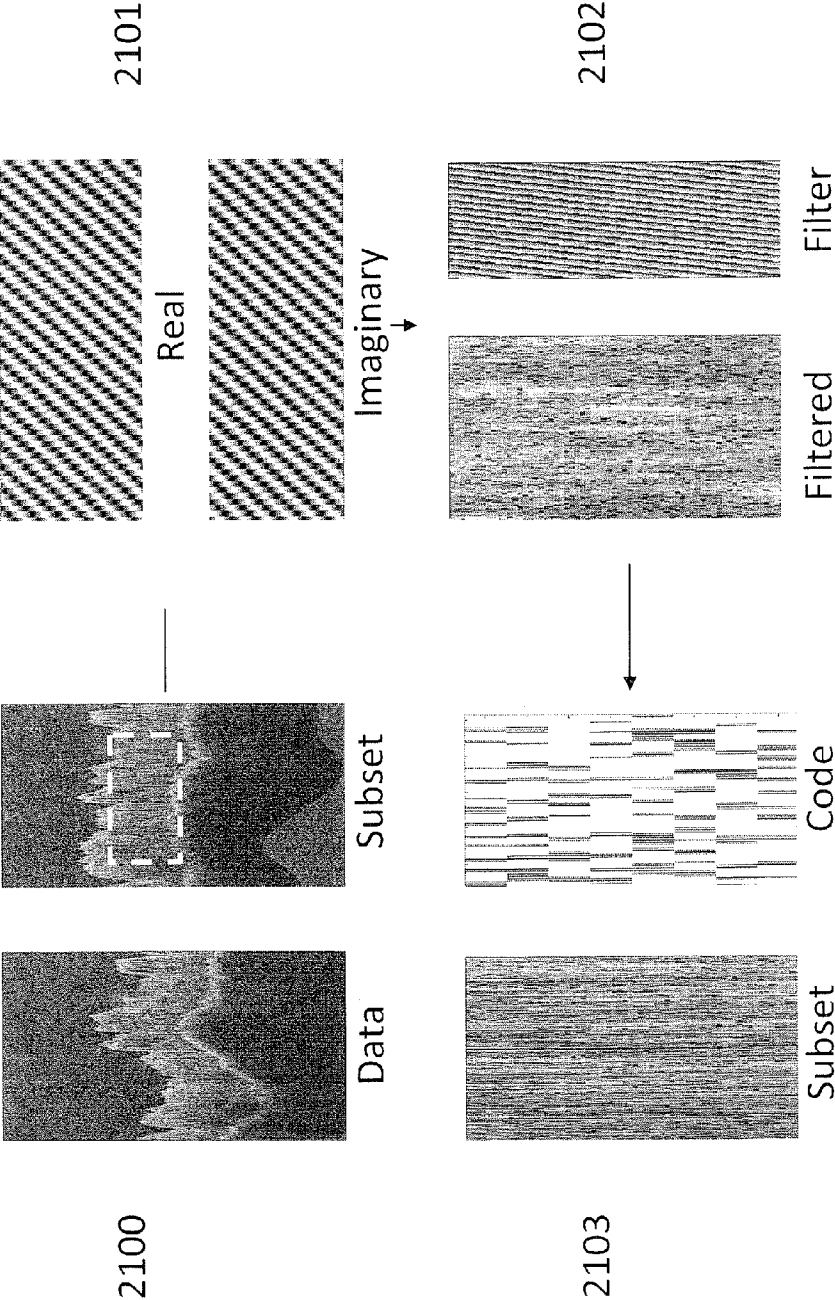 2100
Data
Subset
Real
Imaginary
2101
2103
Subset
Code
Filtered
Filter
2102